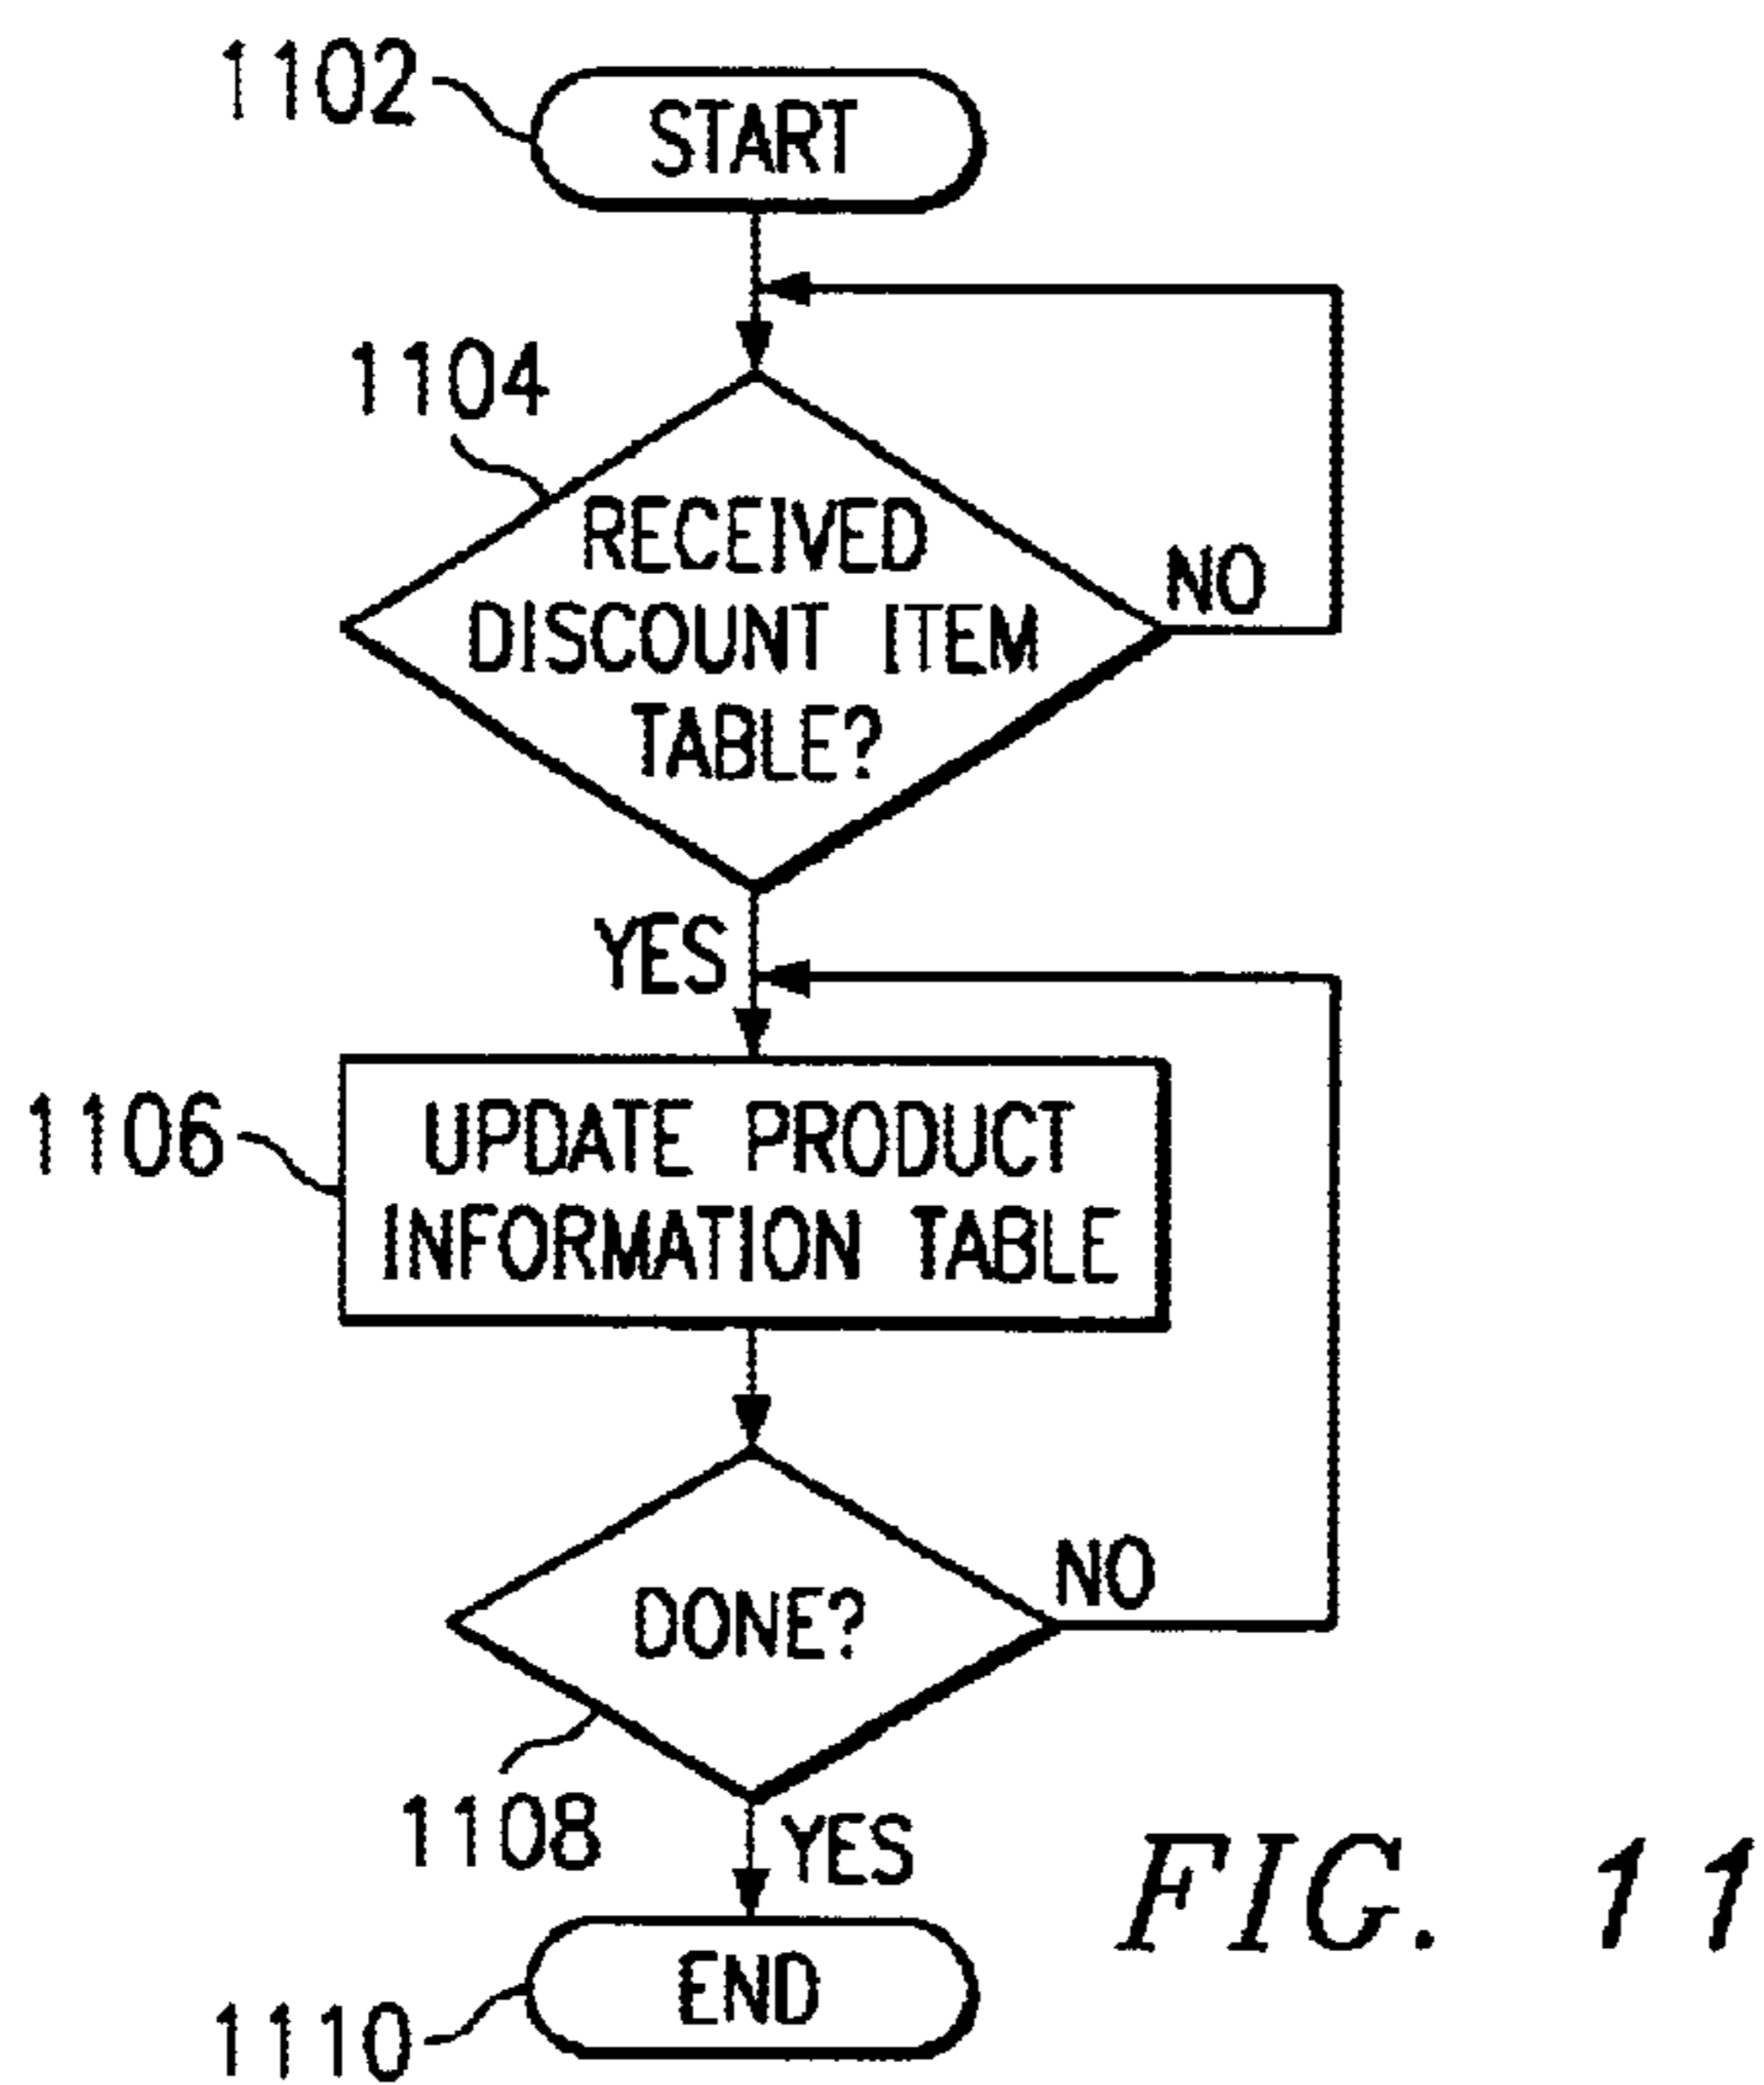 1102
START
1104
RECEIVED
DISCOUNT ITEM
TABLE?
NO
YES
1106
UPDATE PRODUCT
INFORMATION TABLE
DONE?
NO
1108
YES
END
1110
FIG. 11